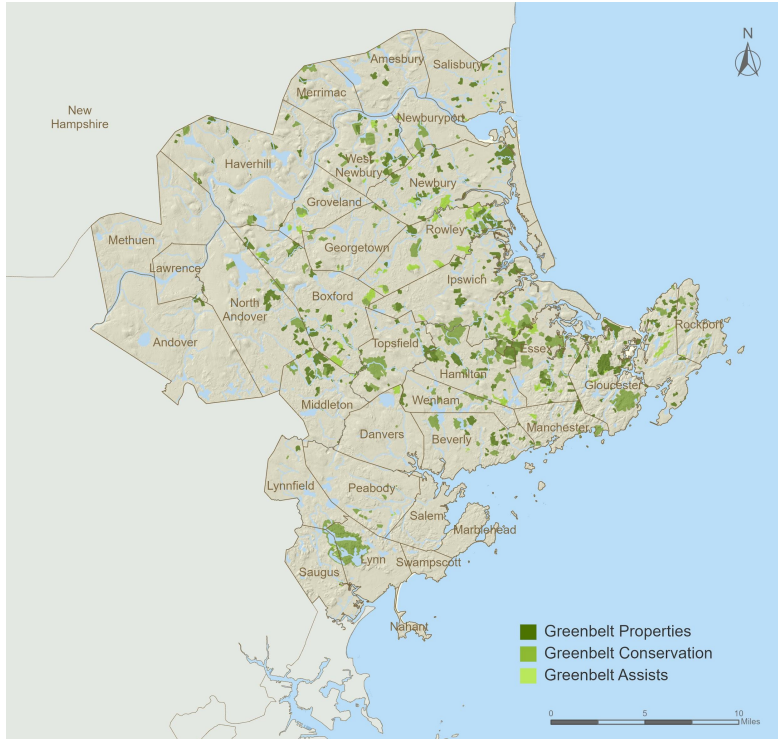 N
Amesbury
Salisbury
Merrimac
New
Hampshire
Newburyport
Haverhill
West
Newbury
Newbury
Groveland
Rowley
Methuen
Georgetown
Lawrence
Ipswich
Boxford
North
Andover
Rockport
Andover
Topsfield
Essex
Hamilton
Gloucester
Wenham
Middleton
Manchester
Danvers
Beverly
Lynnfield
Peabody
Salem
Marblehead
Lynn
Swampscott
Saugus
Nahant
Greenbelt Properties
Greenbelt Conservation
Greenbelt Assists
0 5 10
Miles